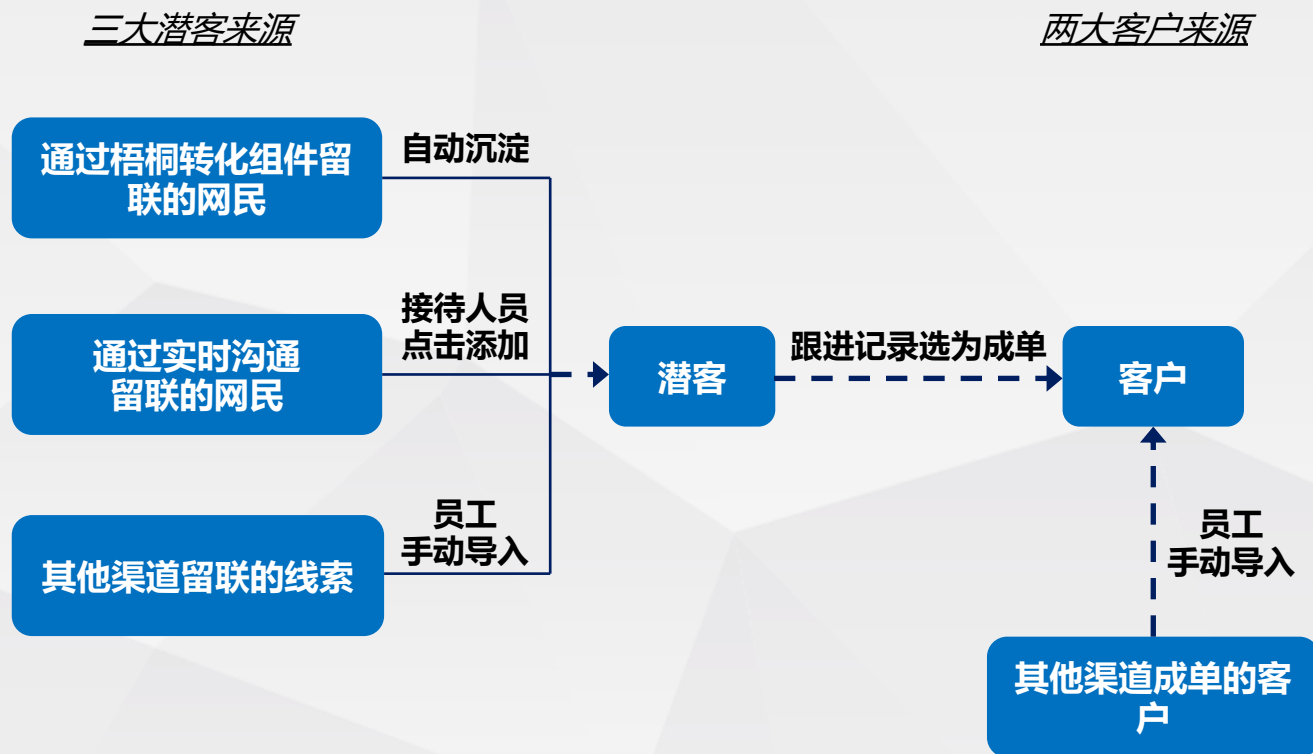 三大潜客来源
两大客户来源
通过梧桐转化组件留
联的网民
自动沉淀
接待人员
点击添加
通过实时沟通
留联的网民
潜客
跟进记录选为成单
客户
员工
手动导入
其他渠道留联的线索
员工
手动导入
其他渠道成单的客
户